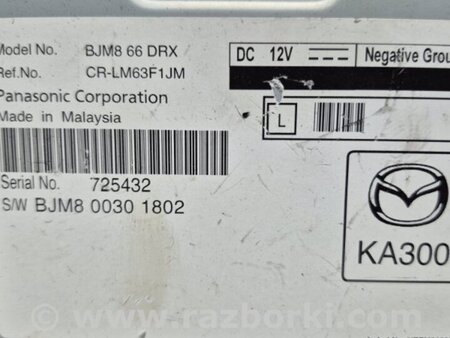 Model No. BJM8 66 DRX
Ref.No. CR-LM63F1JM
Panasonic Corporation
Made in Malaysia
Serial No. 725432
S/W BJM8 0030 1802
DC 12V Negative Grou
L
KA300
www.razborki.com